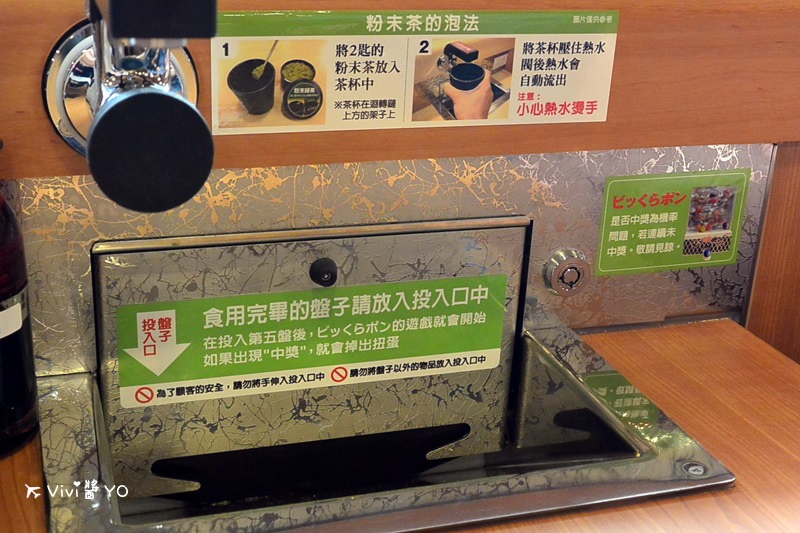 粉末茶的泡法
圖片僅供參考
1
將2匙的
粉末茶放入
茶杯中
※茶杯在迴轉鏈
上方的架子上
2
將茶杯壓住熱水
閥後熱水會
自動流出
注意:
小心熱水燙手
ビッくらポン
是否中獎為機率
問題,若連續未
中獎。敬請見諒。
盤子
投入口
食用完畢的盤子請放入投入口中
在投入第五盤後,ビッくらポン的遊戲就會開始
如果出現"中獎",就會掉出扭蛋
為了顧客的安全,請勿將手伸入投入口中
請勿將盤子以外的物品放入投入口中
Vivi醬 YO